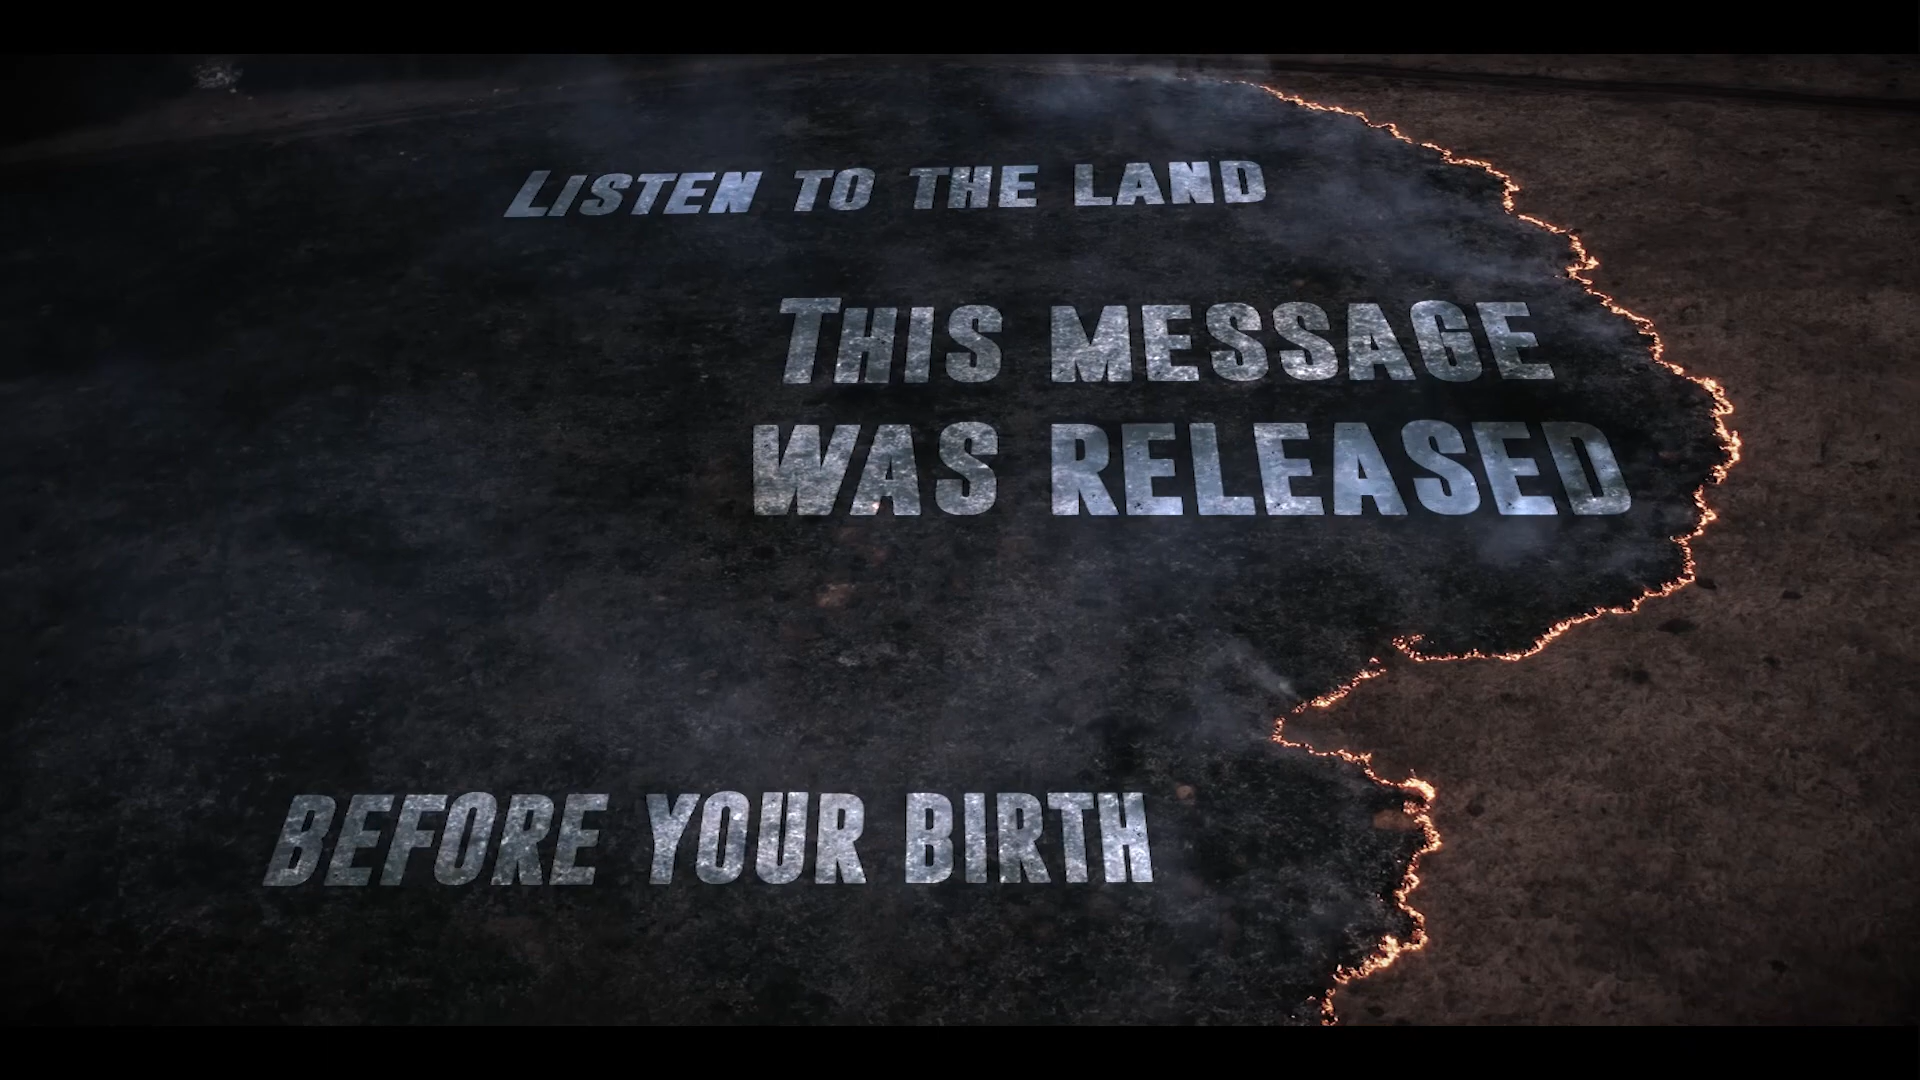 LISTEN TO THE LAND
THIS MESSAGE
WAS RELEASED
BEFORE YOUR BIRTH